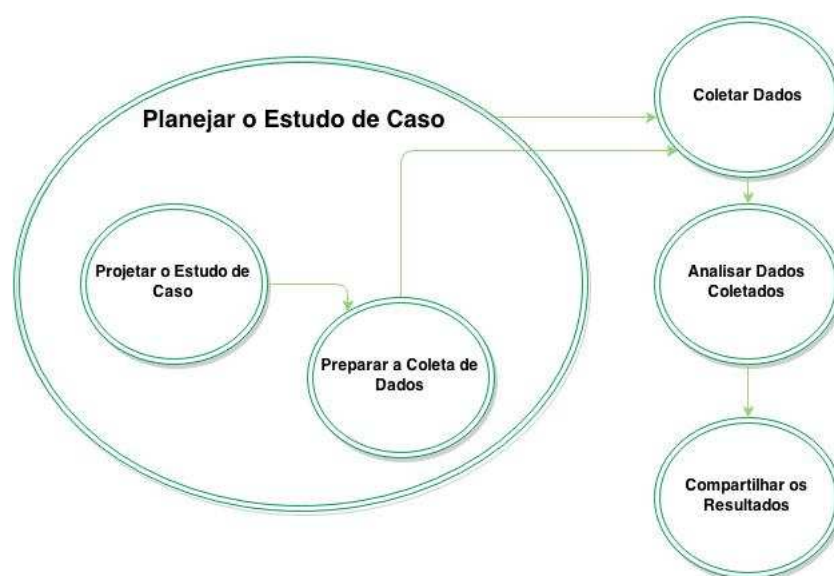 Planejar o Estudo de Caso
Projetar o Estudo de
Caso
Preparar a Coleta de
Dados
Coletar Dados
Analisar Dados
Coletados
Compartilhar os
Resultados